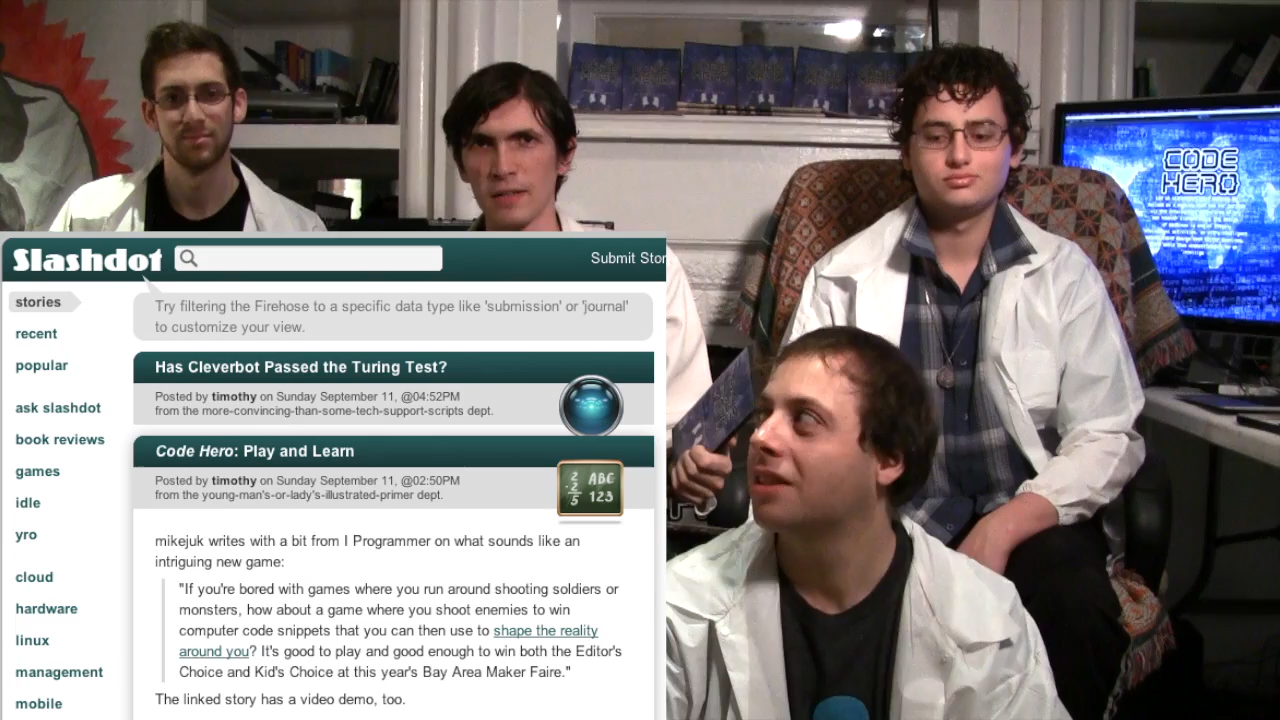 CODE
HERO
Slashdot
Submit Stor
stories
recent
popular
ask slashdot
book reviews
games
idle
yro
cloud
hardware
linux
management
mobile
Try filtering the Firehose to a specific data type like 'submission' or 'journal'
to customize your view.
Has Cleverbot Passed the Turing Test?
Posted by timothy on Sunday September 11, @04:52PM
from the more-convincing-than-some-tech-support-scripts dept.
Code Hero: Play and Learn
Posted by timothy on Sunday September 11, @02:50PM
from the young-man's-or-lady's-illustrated-primer dept.
2 ABC
·2 123
5
mikejuk writes with a bit from I Programmer on what sounds like an
intriguing new game:
"If you're bored with games where you run around shooting soldiers or
monsters, how about a game where you shoot enemies to win
computer code snippets that you can then use to shape the reality
around you? It's good to play and good enough to win both the Editor's
Choice and Kid's Choice at this year's Bay Area Maker Faire."
The linked story has a video demo, too.